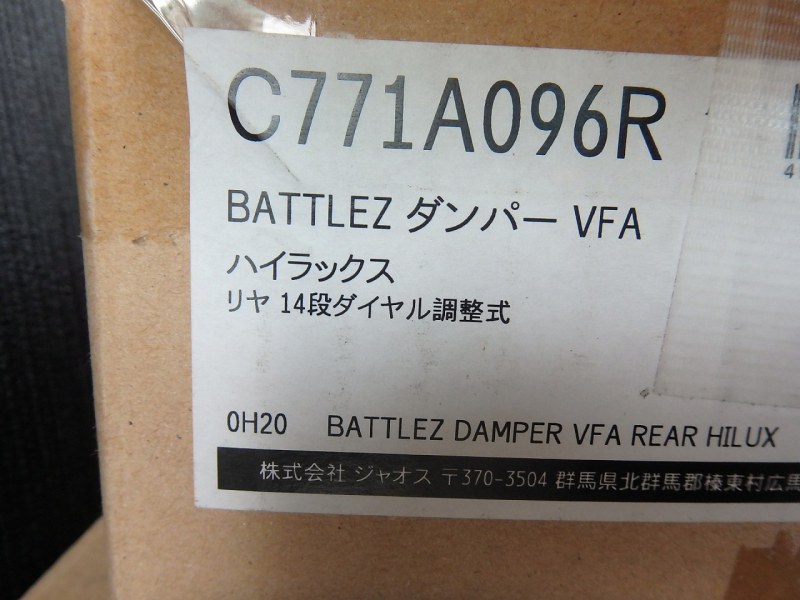 C771A096R
4
BATTLEZ ダンパー VFA
ハイラックス
リヤ 14段ダイヤル調整式
0H20 BATTLEZ DAMPER VFA REAR HILUX
株式会社 ジャオス 〒370-3504 群馬県北群馬郡榛東村広馬